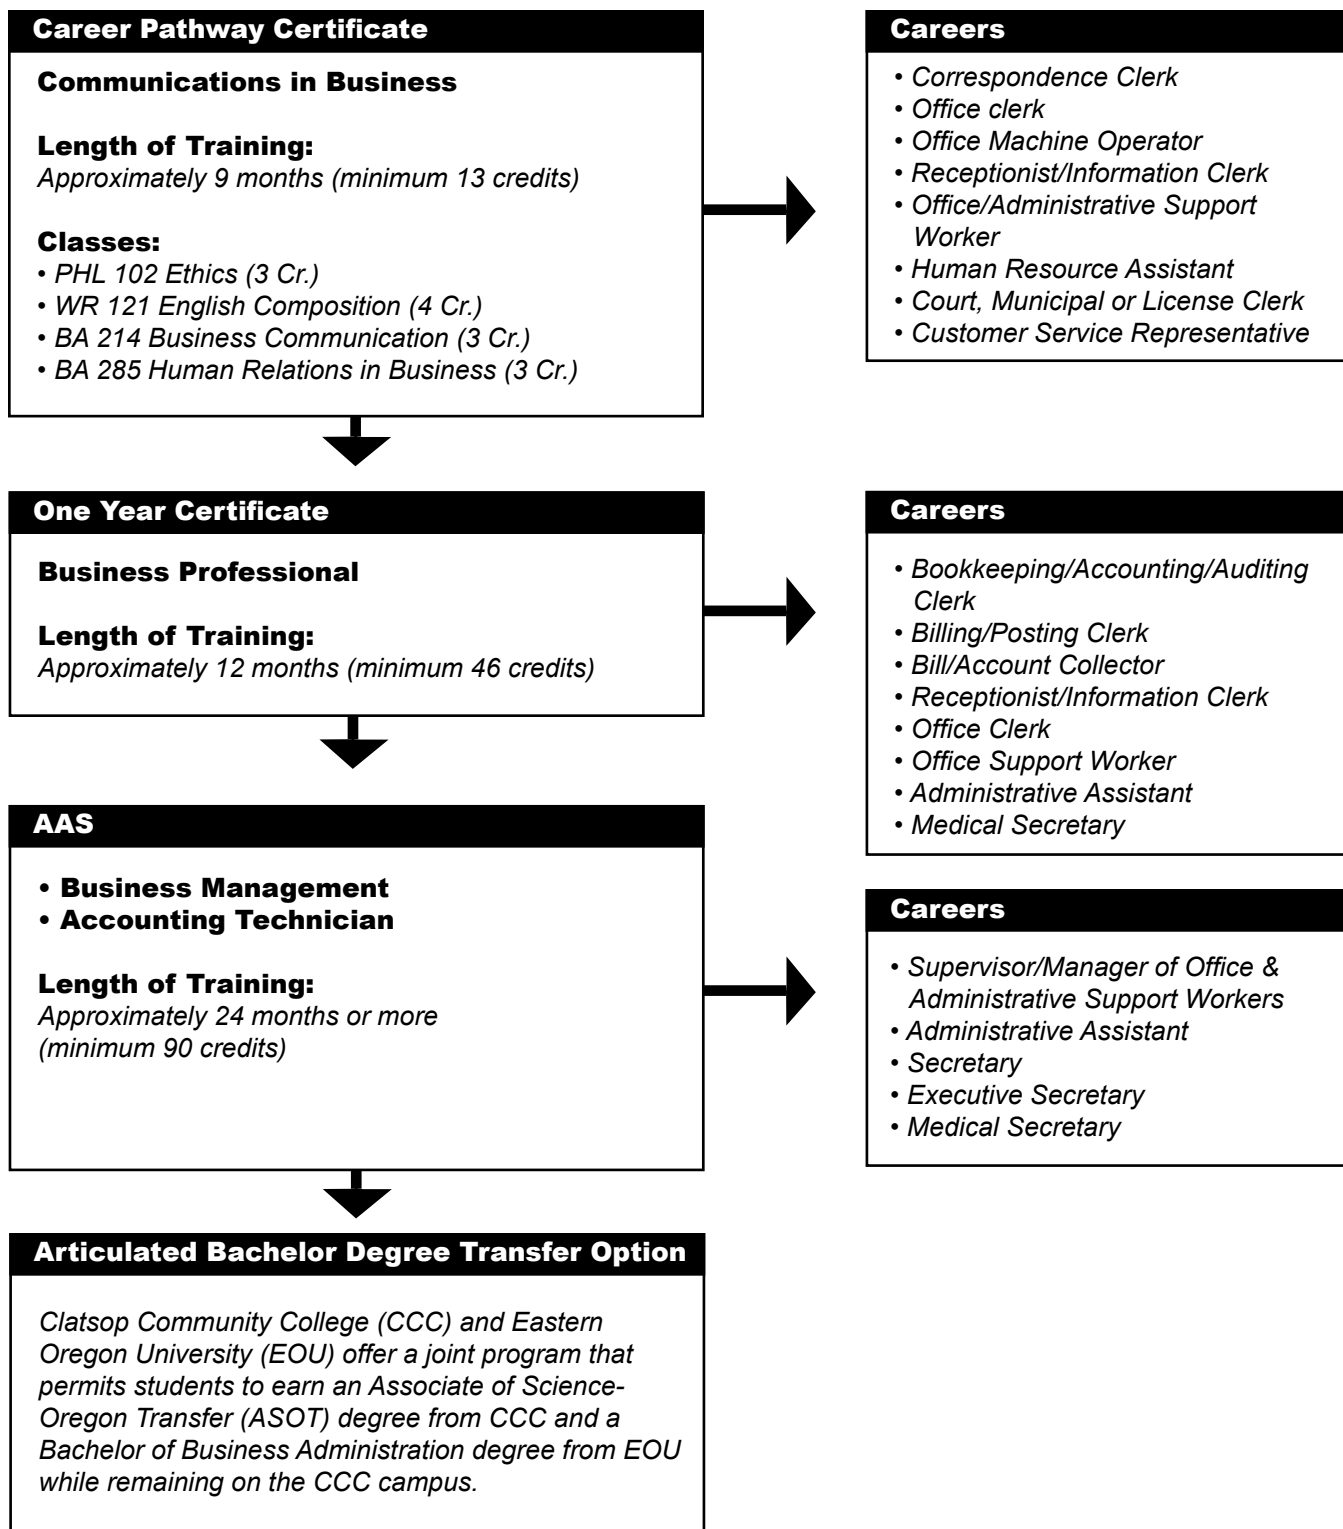 Career Pathway Certificate
Communications in Business
Length of Training:
Approximately 9 months (minimum 13 credits)
Classes:
• PHL 102 Ethics (3 Cr.)
• WR 121 English Composition (4 Cr.)
• BA 214 Business Communication (3 Cr.)
• BA 285 Human Relations in Business (3 Cr.)
Careers
• Correspondence Clerk
• Office clerk
• Office Machine Operator
• Receptionist/Information Clerk
• Office/Administrative Support
Worker
• Human Resource Assistant
• Court, Municipal or License Clerk
• Customer Service Representative
One Year Certificate
Business Professional
Length of Training:
Approximately 12 months (minimum 46 credits)
Careers
• Bookkeeping/Accounting/Auditing
Clerk
• Billing/Posting Clerk
• Bill/Account Collector
• Receptionist/Information Clerk
• Office Clerk
• Office Support Worker
• Administrative Assistant
• Medical Secretary
AAS
• Business Management
• Accounting Technician
Length of Training:
Approximately 24 months or more
(minimum 90 credits)
Careers
• Supervisor/Manager of Office &
Administrative Support Workers
• Administrative Assistant
• Secretary
• Executive Secretary
• Medical Secretary
Articulated Bachelor Degree Transfer Option
Clatsop Community College (CCC) and Eastern
Oregon University (EOU) offer a joint program that
permits students to earn an Associate of Science-
Oregon Transfer (ASOT) degree from CCC and a
Bachelor of Business Administration degree from EOU
while remaining on the CCC campus.